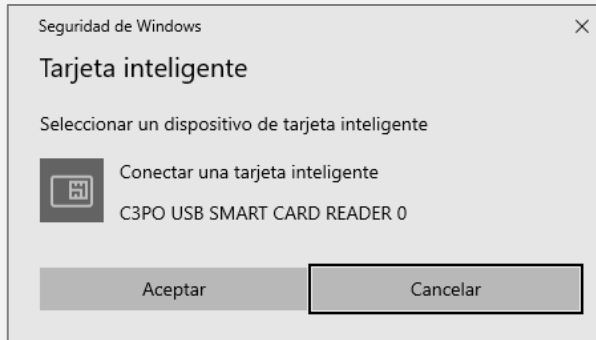 Seguridad de Windows
Tarjeta inteligente
Seleccionar un dispositivo de tarjeta inteligente
Conectar una tarjeta inteligente
C3PO USB SMART CARD READER 0
Aceptar
Cancelar